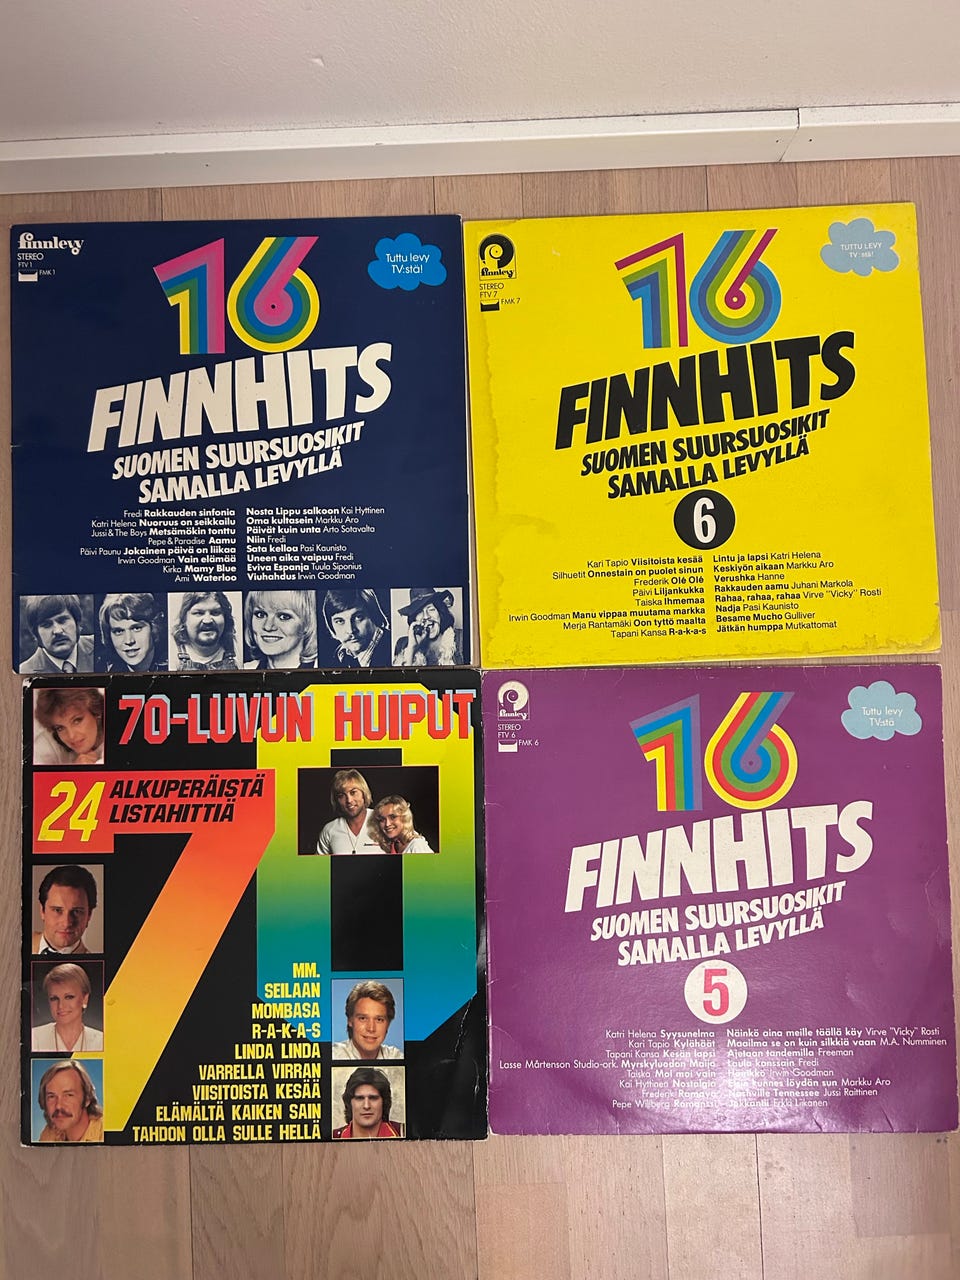 finnlevy
STEREO
FTV 1
FMK 1
16
Tuttu levy
TV:stä!
FINNHITS
SUOMEN SUURSUOSIKIT
SAMALLA LEVYLLÄ
Fredi Rakkauden sinfonia
Katri Helena Nuoruus on seikkailu
Jussi & The Boys Metsämökin tonttu
Pepe & Paradise Aamu
Päivi Paunu Jokainen päivä on liikaa
Irwin Goodman Vain elämää
Kirka Mamy Blue
Ami Waterloo
Nosta Lippu salkoon Kai Hyttinen
Oma kultasein Markku Aro
Päivät kuin unta Arto Sotavalta
Niin Fredi
Sata kelloa Pasi Kaunisto
Uneen aika vaipuu Fredi
Eviva Espanja Tuula Siponius
Viuhahdus Irwin Goodman
finnlevy
STEREO
FTV 7
FMK 7
16
TUTTU LEVY
TV:stä!
FINNHITS
SUOMEN SUURSUOSIKIT
SAMALLA LEVYLLÄ
6
Kari Tapio Viisitoista kesää
Silhuetit Onnestain on puolet sinun
Frederik Olé Olé
Päivi Liljankukka
Taiska Ihmemaa
Irwin Goodman Manu vippaa muutama markka
Merja Rantamäki Oon tyttö maalta
Tapani Kansa R-a-k-a-s
Lintu ja lapsi Katri Helena
Keskiyön aikaan Markku Aro
Verushka Hanne
Rakkauden aamu Juhani Markola
Rahaa, rahaa, rahaa Virve "Vicky" Rosti
Nadja Pasi Kaunisto
Besame Mucho Gulliver
Jätkän humppa Mutkattomat
70-LUVUN HUIPUT
24 ALKUPERÄISTÄ
LISTAHITTIÄ
70
MM.
SEILAAN
MOMBASA
R-A-K-A-S
LINDA LINDA
VARRELLA VIRRAN
VIISITOISTA KESÄÄ
ELÄMÄLTÄ KAIKEN SAIN
TAHDON OLLA SULLE HELLÄ
finnlevy
STEREO
FTV 6
FMK 6
16
Tuttu levy
TV:stä
FINNHITS
SUOMEN SUURSUOSIKIT
SAMALLA LEVYLLÄ
5
Katri Helena Syysunelma
Kari Tapio Kylähäät
Tapani Kansa Kesän lapsi
Lasse Mårtenson Studio-ork. Myrskyluodon Maija
Taiska Moi moi vain
Kai Hyttinen Nostalgia
Frederik Ramaya
Pepe Willberg Romanssi
Näinkö aina meille täällä käy Virve "Vicky" Rosti
Maailma se on kuin silkkiä vaan M.A. Numminen
Ajetaan tandemilla Freeman
Laula kanssain Fredi
Irwin Goodman
kunnes löydän sun Markku Aro
Nashville Tennessee Jussi Raittinen
Erkki Liikanen